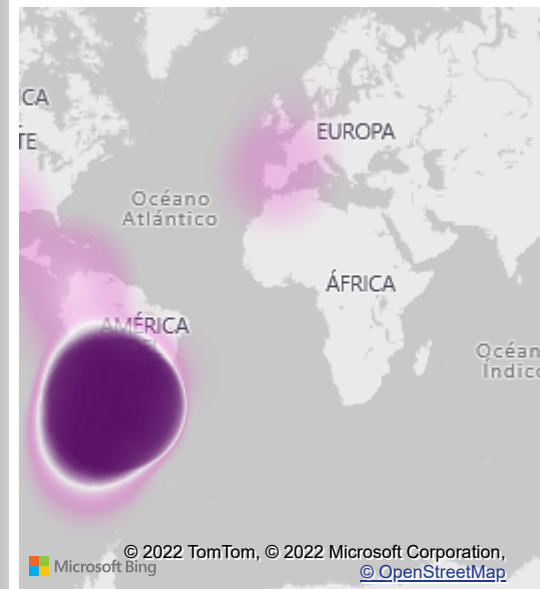 ICA
TE
EUROPA
Océano
Atlántico
ÁFRICA
AMÉRICA
Océan
Índico
© 2022 TomTom, © 2022 Microsoft Corporation,
Microsoft Bing
© OpenStreetMap